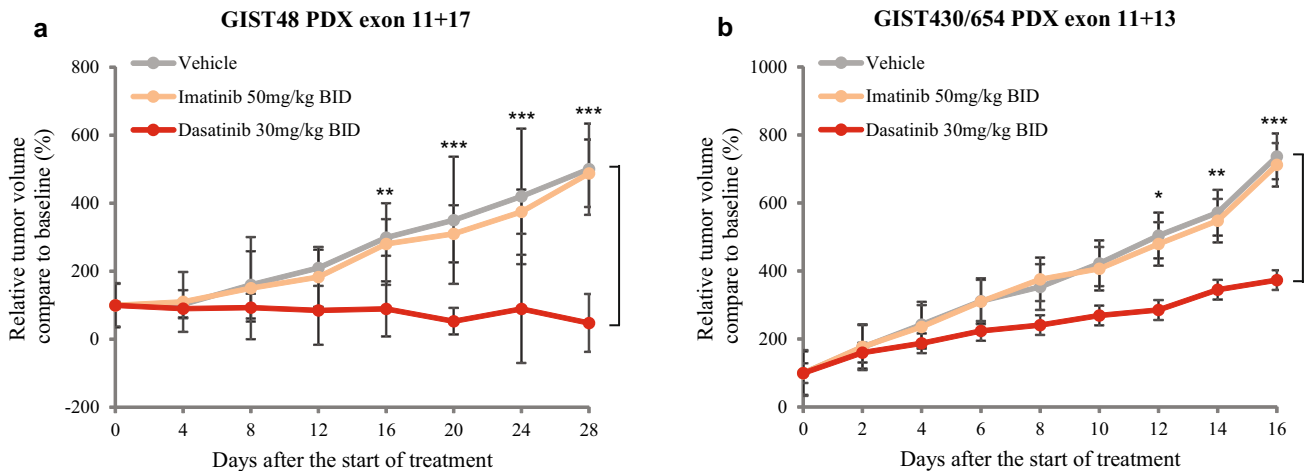 a
GIST48 PDX exon 11+17
Relative tumor volume
compare to baseline (%)
800
600
400
200
0
-200
Vehicle
Imatinib 50mg/kg BID
Dasatinib 30mg/kg BID
**
***
***
***
0 4 8 12 16 20 24 28
Days after the start of treatment
b
GIST430/654 PDX exon 11+13
Relative tumor volume
compare to baseline (%)
1000
800
600
400
200
0
Vehicle
Imatinib 50mg/kg BID
Dasatinib 30mg/kg BID
*
**
***
0 2 4 6 8 10 12 14 16
Days after the start of treatment